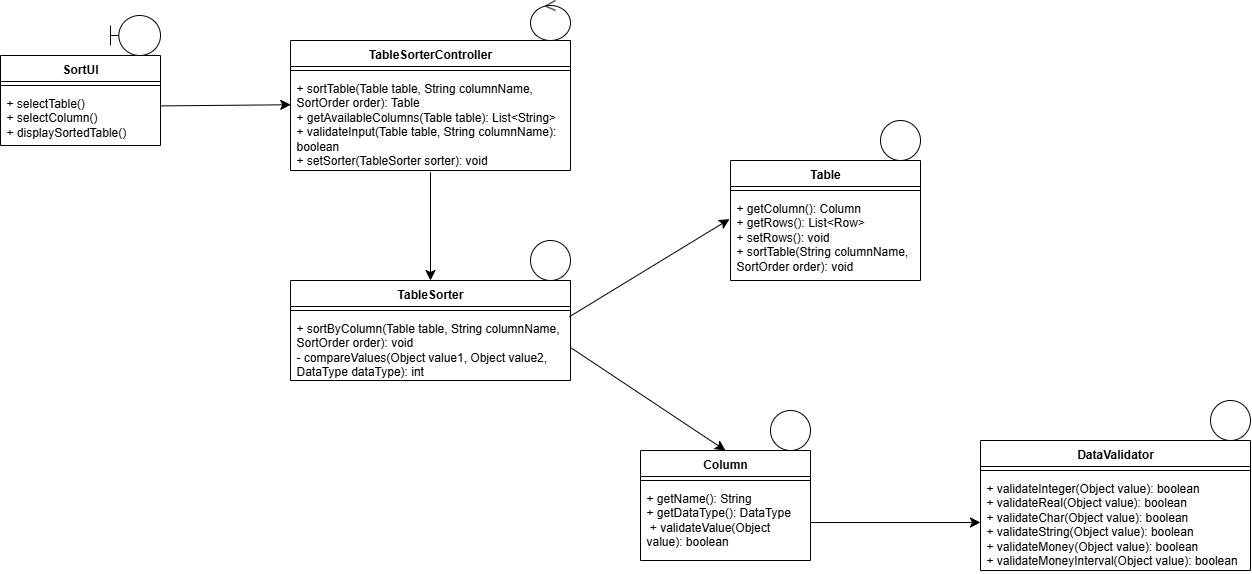 SortUI
+ selectTable()
+ selectColumn()
+ displaySortedTable()
TableSorterController
+ sortTable(Table table, String columnName,
SortOrder order): Table
+ getAvailableColumns(Table table): List<String>
+ validateInput(Table table, String columnName):
boolean
+ setSorter(TableSorter sorter): void
Table
+ getColumn(): Column
+ getRows(): List<Row>
+ setRows(): void
+ sortTable(String columnName,
SortOrder order): void
TableSorter
+ sortByColumn(Table table, String columnName,
SortOrder order): void
- compareValues(Object value1, Object value2,
DataType dataType): int
Column
+ getName(): String
+ getDataType(): DataType
+ validateValue(Object
value): boolean
DataValidator
+ validateInteger(Object value): boolean
+ validateReal(Object value): boolean
+ validateChar(Object value): boolean
+ validateString(Object value): boolean
+ validateMoney(Object value): boolean
+ validateMoneyInterval(Object value): boolean